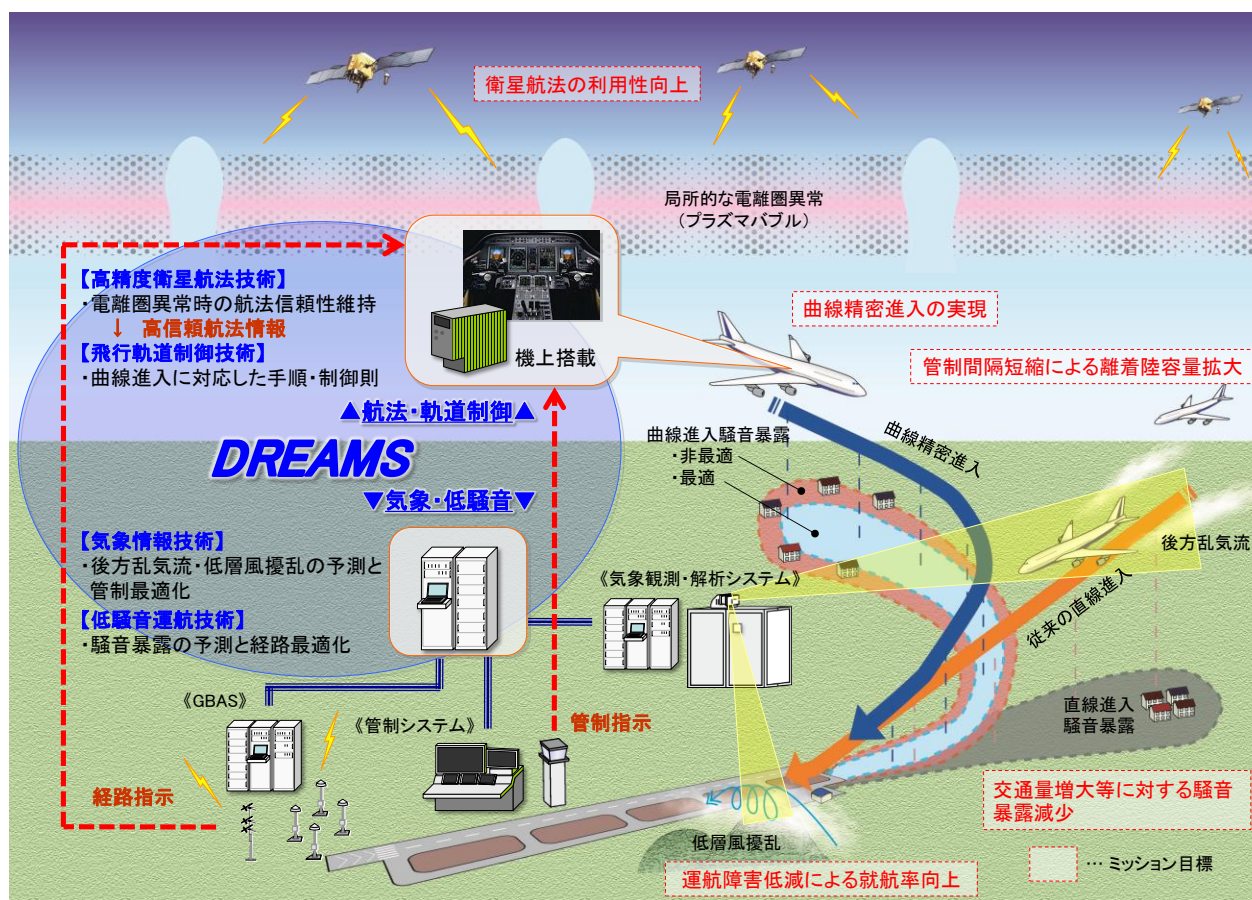 衛星航法の利用性向上
局所的な電離圏異常
(プラズマバブル)
【高精度衛星航法技術】
・電離圏異常時の航法信頼性維持
↓ 高信頼航法情報
【飛行軌道制御技術】
・曲線進入に対応した手順・制御則
機上搭載
▲航法・軌道制御▲
DREAMS
▼気象・低騒音▼
【気象情報技術】
・後方乱気流・低層風擾乱の予測と
管制最適化
【低騒音運航技術】
・騒音暴露の予測と経路最適化
曲線精密進入の実現
管制間隔短縮による離着陸容量拡大
曲線進入騒音暴露
・非最適
・最適
曲線精密進入
後方乱気流
従来の直線進入
《気象観測・解析システム》
直線進入
騒音暴露
《GBAS》
《管制システム》
管制指示
経路指示
低層風擾乱
運航障害低減による就航率向上
交通量増大等に対する騒音
暴露減少
… ミッション目標